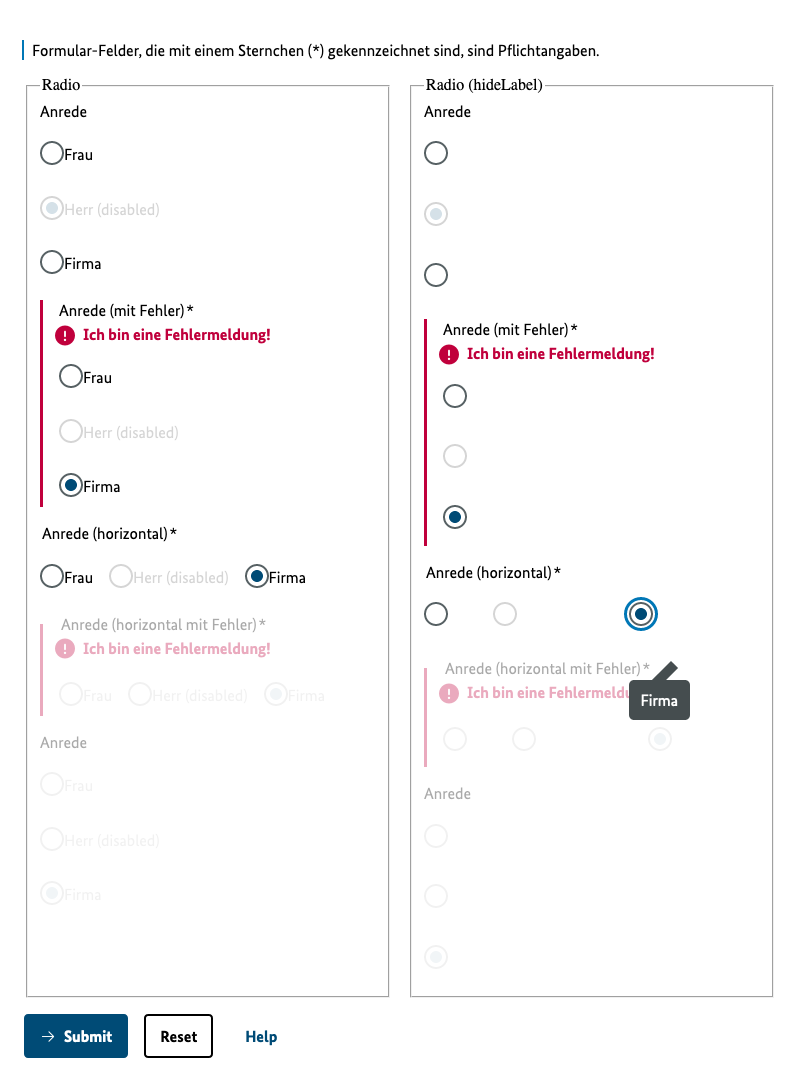 Formular-Felder, die mit einem Sternchen (*) gekennzeichnet sind, sind Pflichtangaben.
Radio
Anrede
Frau
Herr (disabled)
Firma
Anrede (mit Fehler)*
Ich bin eine Fehlermeldung!
Frau
Herr (disabled)
Firma
Anrede (horizontal)*
Frau Herr (disabled) Firma
Anrede (horizontal mit Fehler)*
Ich bin eine Fehlermeldung!
Frau Herr (disabled) Firma
Anrede
Frau
Herr (disabled)
Firma
Radio (hideLabel)
Anrede
Anrede (mit Fehler)*
Ich bin eine Fehlermeldung!
Anrede (horizontal)*
Anrede (horizontal mit Fehler)*
Ich bin eine Fehlermeldu
Firma
Anrede
Submit Reset Help